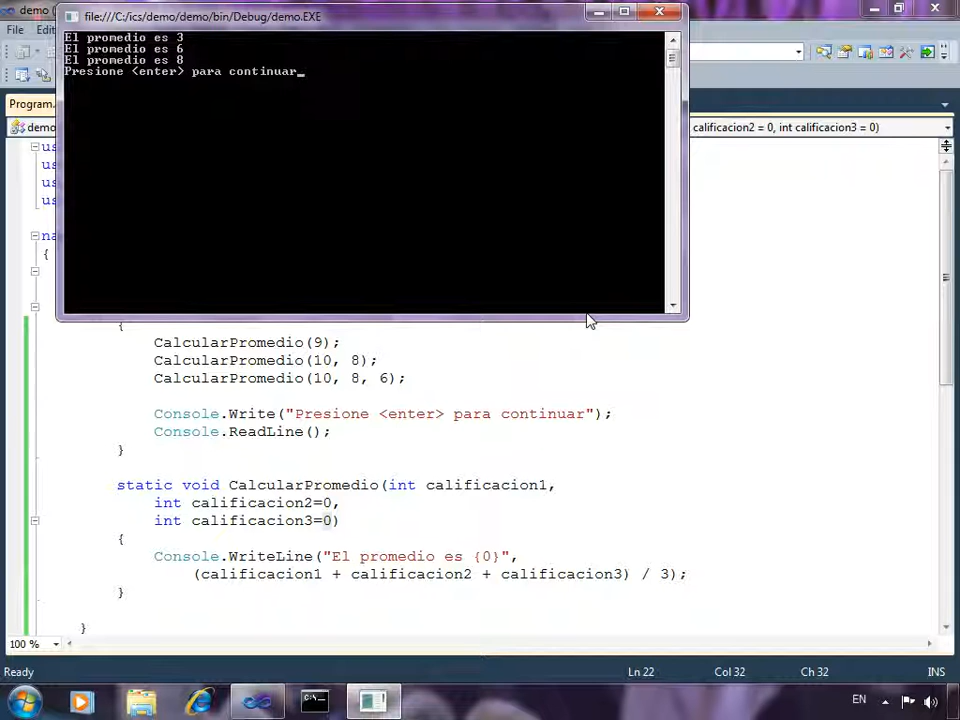 demo (
file:///C:/ics/demo/demo/bin/Debug/demo.EXE
El promedio es 3
El promedio es 6
El promedio es 8
Presione <enter> para continuar_
File
Program.
demo
calificacion2 = 0, int calificacion3 = 0)
us
us
us
us
na
{
{
CalcularPromedio(9);
CalcularPromedio(10, 8);
CalcularPromedio(10, 8, 6);
Console.Write("Presione <enter> para continuar");
Console.ReadLine();
}
static void CalcularPromedio(int calificacion1,
int calificacion2=0,
int calificacion3=0)
{
Console.WriteLine("El promedio es {0}",
(calificacion1 + calificacion2 + calificacion3) / 3);
}
}
100 %
Ready
Ln 22
Col 32
Ch 32
INS
EN